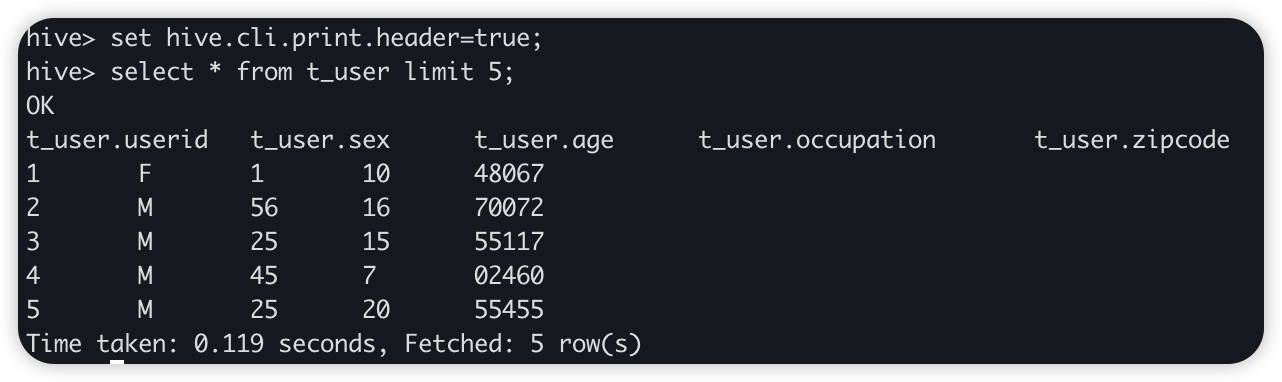 hive> set hive.cli.print.header=true;
hive> select * from t_user limit 5;
OK
t_user.userid t_user.sex t_user.age t_user.occupation t_user.zipcode
1 F 1 10 48067
2 M 56 16 70072
3 M 25 15 55117
4 M 45 7 02460
5 M 25 20 55455
Time taken: 0.119 seconds, Fetched: 5 row(s)